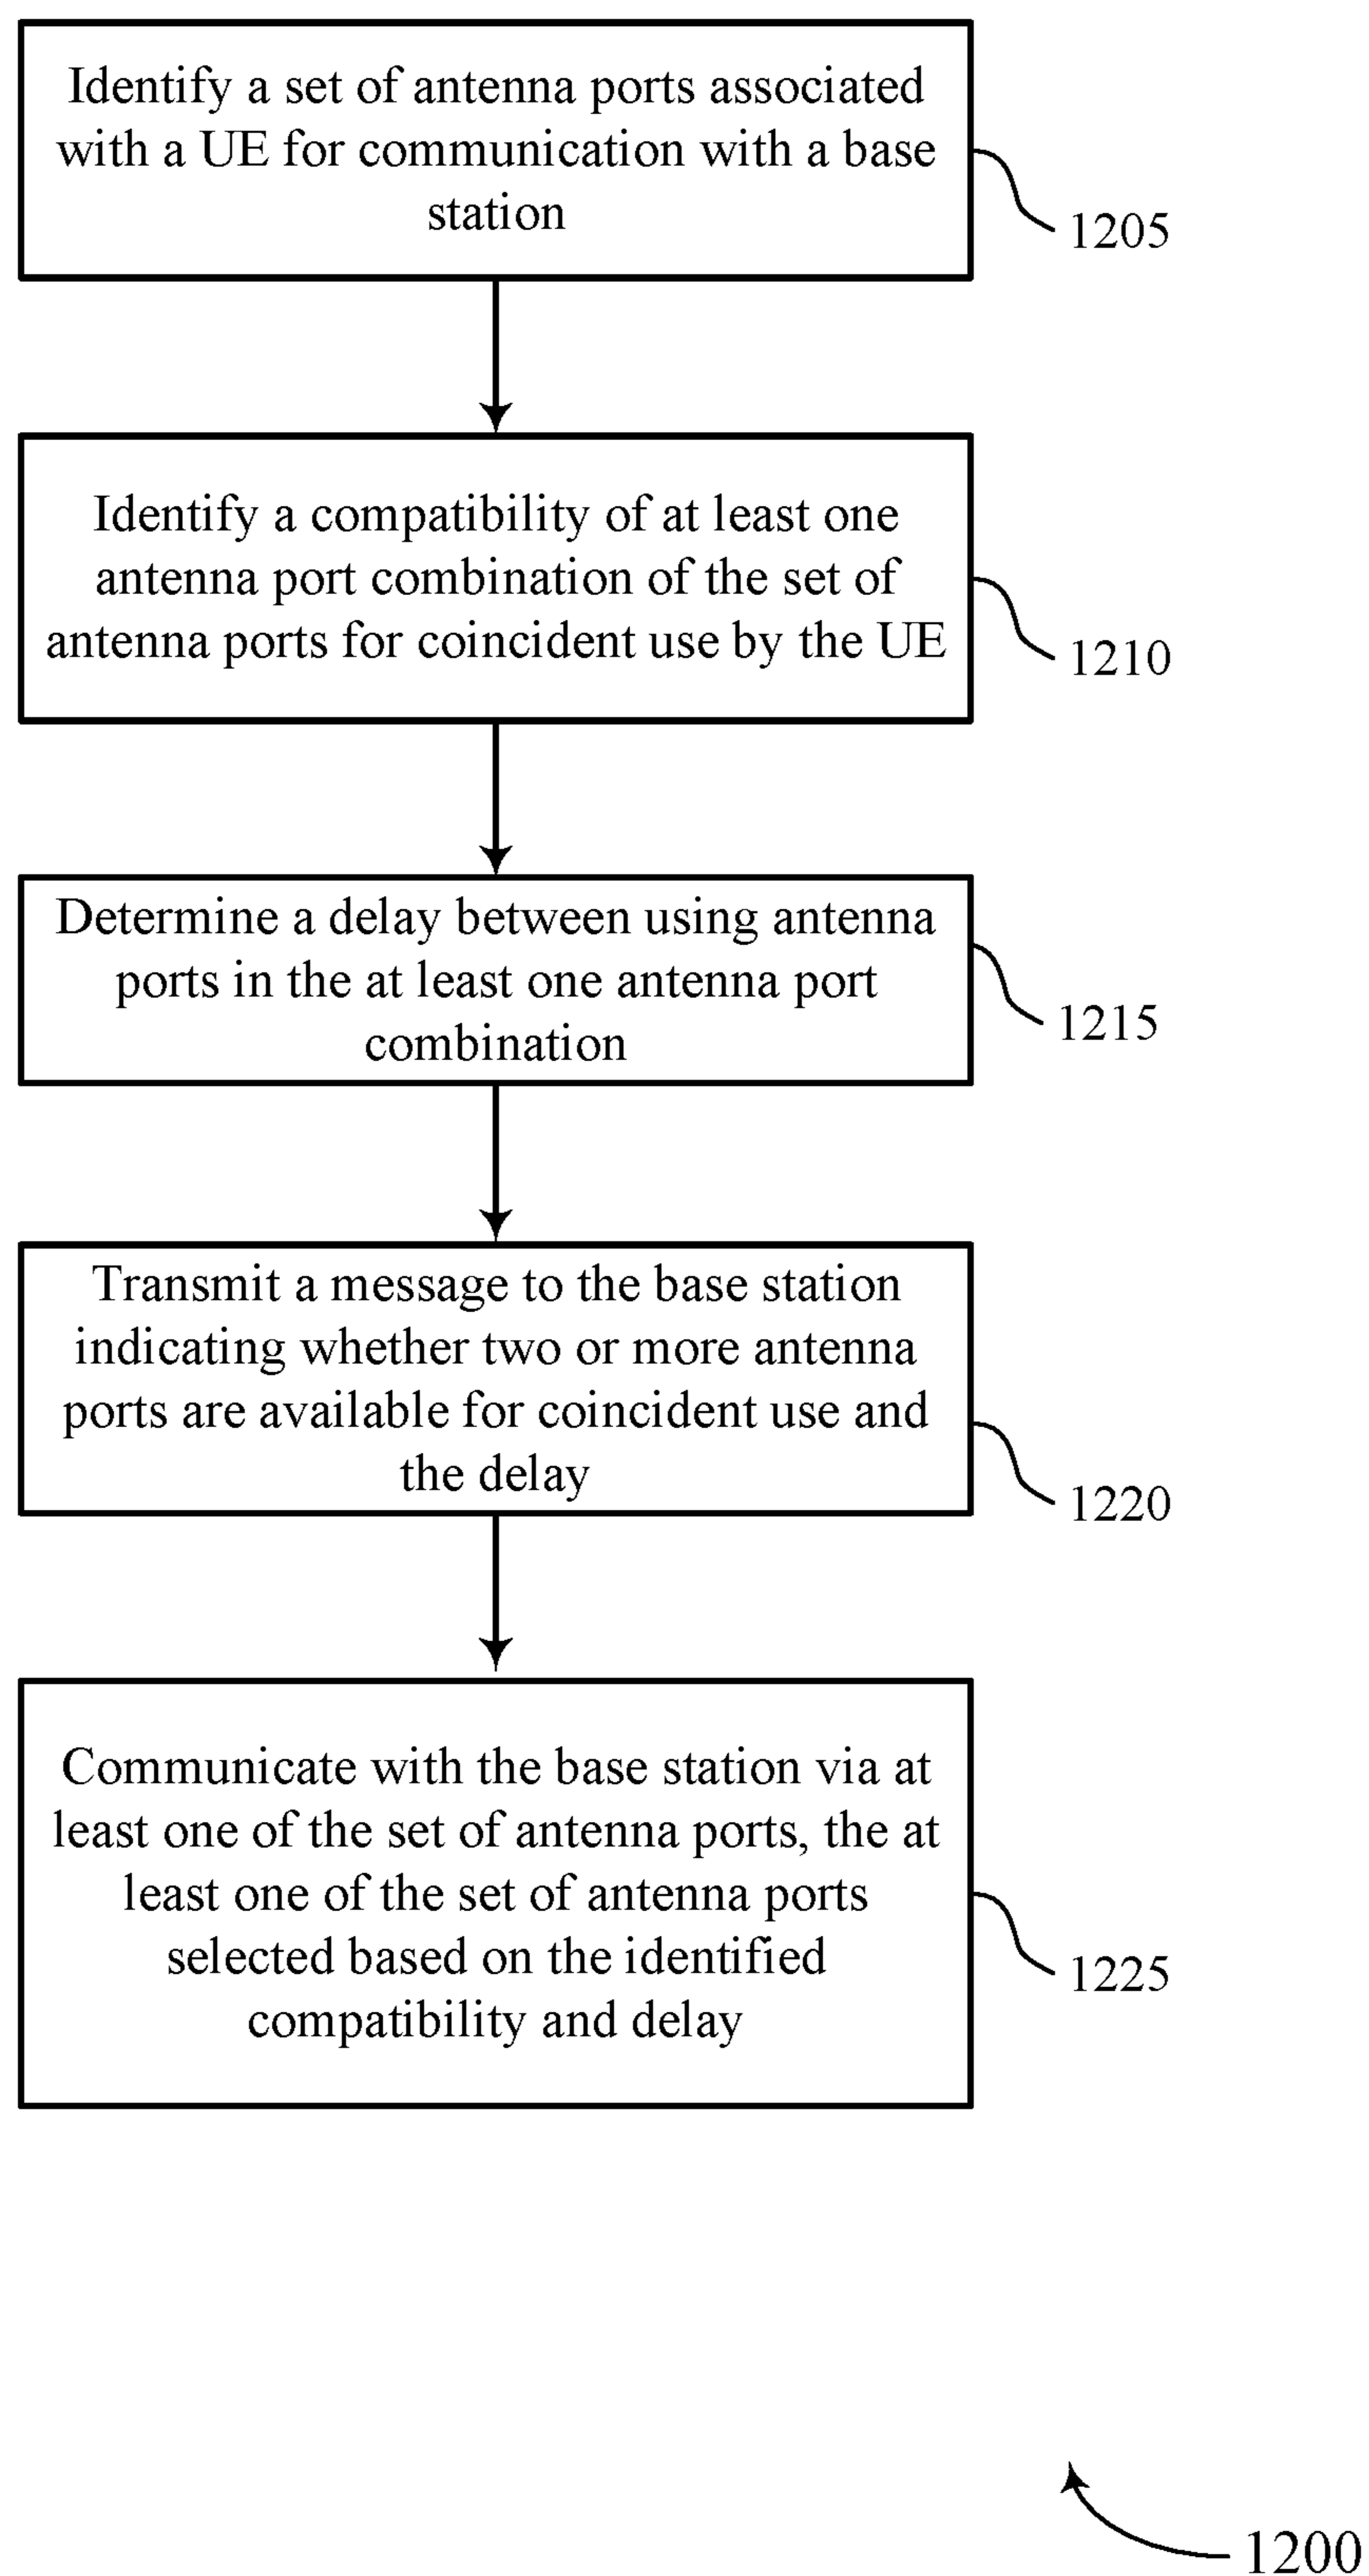 Identify a set of antenna ports associated
with a UE for communication with a base
station
1205
Identify a compatibility of at least one
antenna port combination of the set of
antenna ports for coincident use by the UE
1210
Determine a delay between using antenna
ports in the at least one antenna port
combination
1215
Transmit a message to the base station
indicating whether two or more antenna
ports are available for coincident use and
the delay
1220
Communicate with the base station via at
least one of the set of antenna ports, the at
least one of the set of antenna ports
selected based on the identified
compatibility and delay
1225
1200